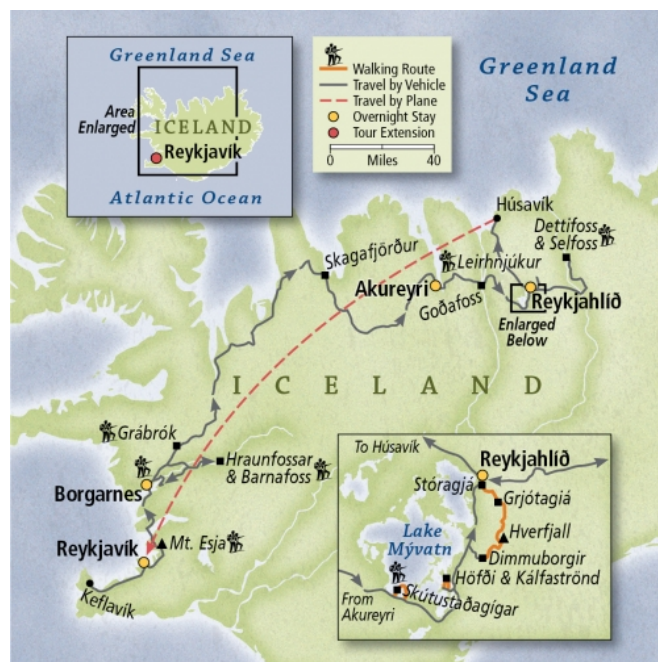 Greenland Sea
Area
Enlarged
ICELAND
Reykjavík
Atlantic Ocean
Walking Route
Travel by Vehicle
Travel by Plane
Overnight Stay
Tour Extension
0 40
Miles
Greenland
Sea
Húsavík
Dettifoss
& Selfoss
Skagafjörður
Leirhnjúkur
Akureyri
Goðafoss
Reykjahlíð
Enlarged
Below
ICELAND
Grábrók
Hraunfossar
& Barnafoss
Borgarnes
Reykjavík
Mt. Esja
Keflavík
To Húsavík
Reykjahlíð
Stóragjá
Grjótagiá
Hverfjall
Lake
Mývatn
Dimmuborgir
Höfði & Kálfaströnd
Skútustaðagígar
From
Akureyri